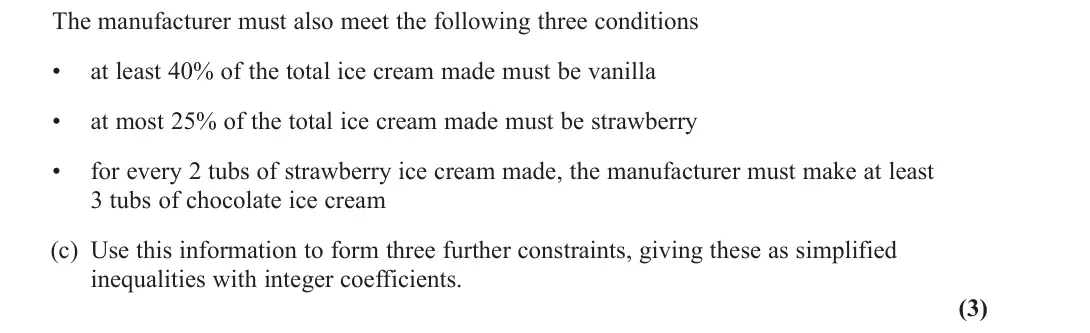 The manufacturer must also meet the following three conditions
• at least 40% of the total ice cream made must be vanilla
• at most 25% of the total ice cream made must be strawberry
• for every 2 tubs of strawberry ice cream made, the manufacturer must make at least
3 tubs of chocolate ice cream
(c) Use this information to form three further constraints, giving these as simplified
inequalities with integer coefficients.
(3)